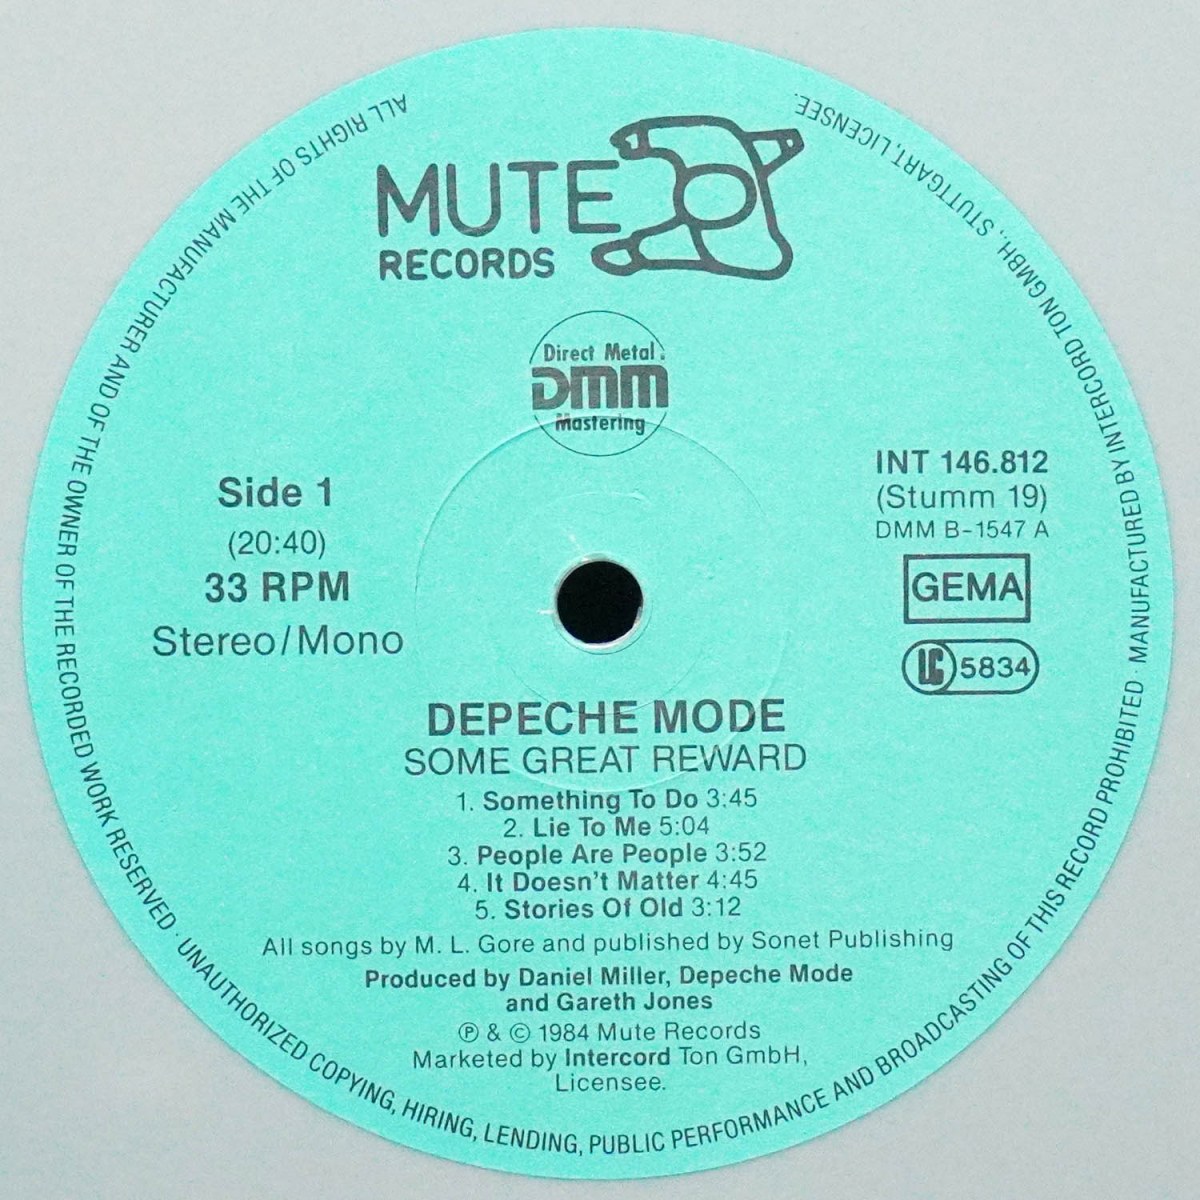 ALL RIGHTS OF THE MANUFACTURER AND OF THE OWNER OF THE RECORDED WORK RESERVED · UNAUTHORIZED COPYING, HIRING, LENDING, PUBLIC PERFORMANCE AND BROADCASTING OF THIS RECORD PROHIBITED · MANUFACTURED BY INTERCORD TON GMBH., STUTTGART, LICENSEE.
MUTE
RECORDS
Direct Metal
DMM
Mastering
Side 1
(20:40)
33 RPM
Stereo/Mono
INT 146.812
(Stumm 19)
DMM B-1547 A
GEMA
LC 5834
DEPECHE MODE
SOME GREAT REWARD
1. Something To Do 3:45
2. Lie To Me 5:04
3. People Are People 3:52
4. It Doesn't Matter 4:45
5. Stories Of Old 3:12
All songs by M. L. Gore and published by Sonet Publishing
Produced by Daniel Miller, Depeche Mode
and Gareth Jones
℗ & © 1984 Mute Records
Marketed by Intercord Ton GmbH,
Licensee.